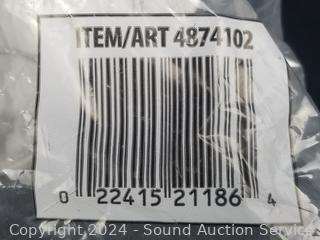 ITEM/ART 4874102
0 22415 21186 4
Copyright 2024 - Sound Auction Service